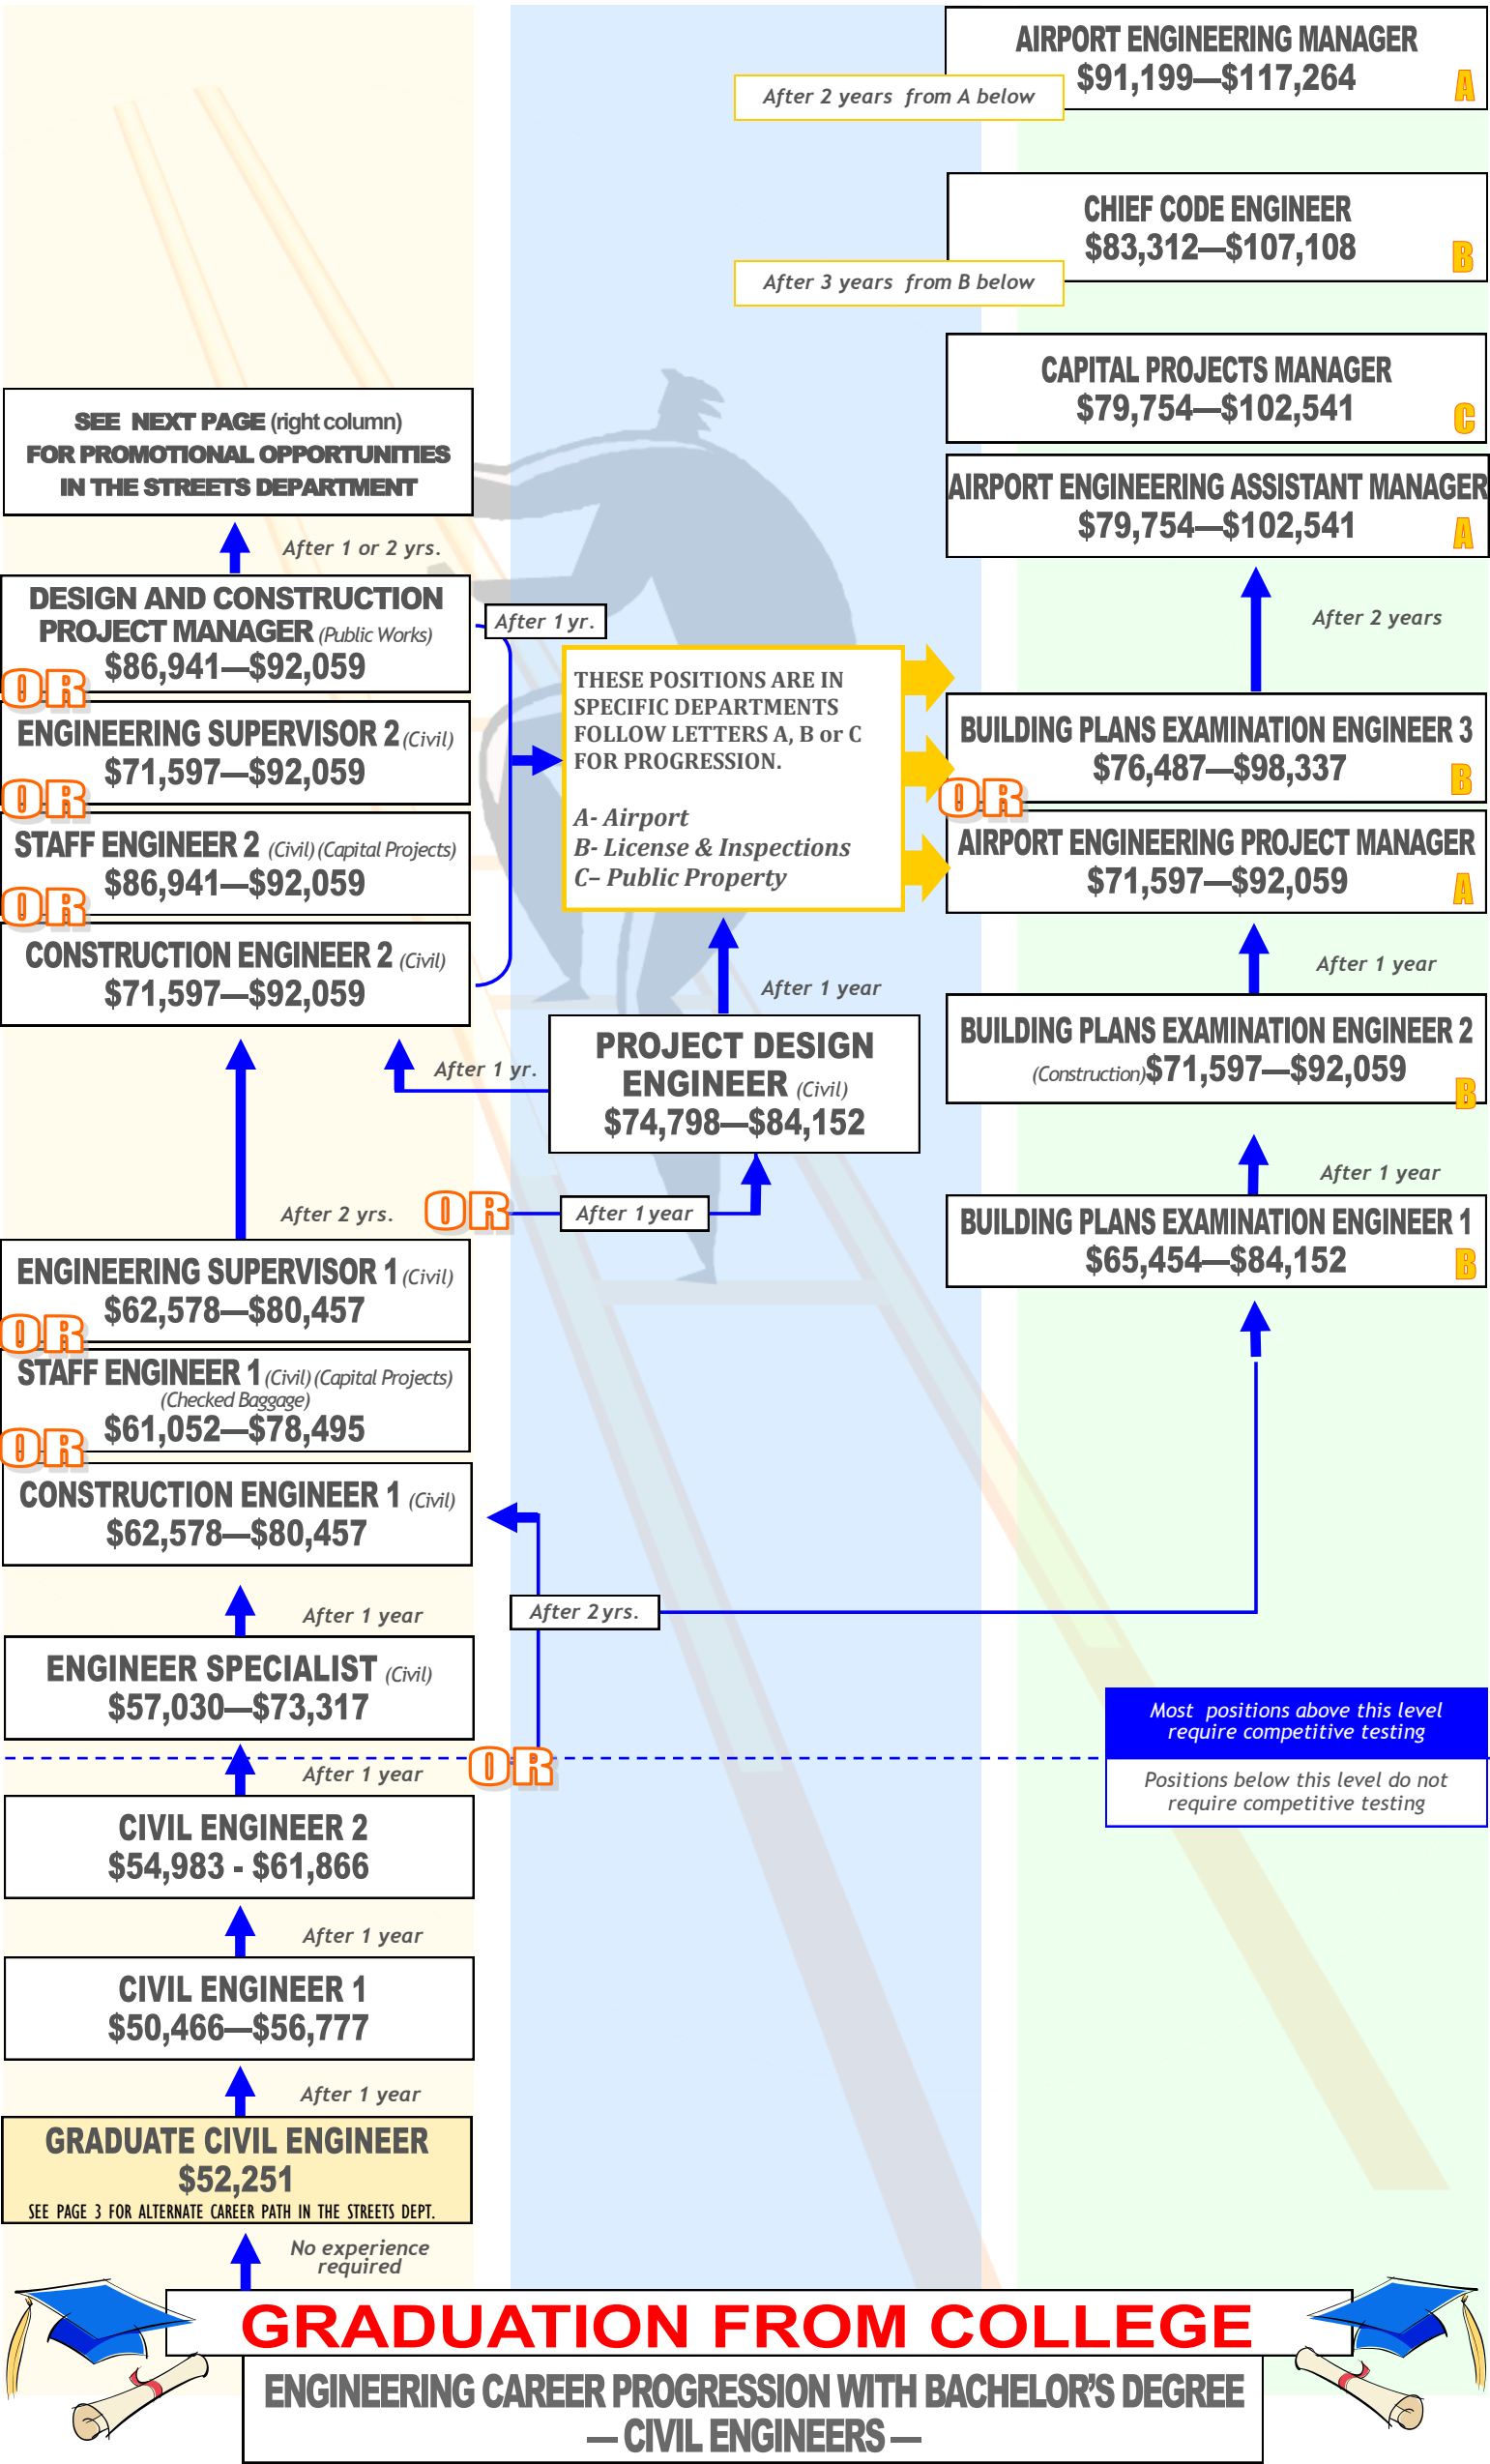 AIRPORT ENGINEERING MANAGER
$91,199—$117,264
A
After 2 years from A below
CHIEF CODE ENGINEER
$83,312—$107,108
B
After 3 years from B below
CAPITAL PROJECTS MANAGER
$79,754—$102,541
C
AIRPORT ENGINEERING ASSISTANT MANAGER
$79,754—$102,541
A
After 2 years
SEE NEXT PAGE (right column)
FOR PROMOTIONAL OPPORTUNITIES
IN THE STREETS DEPARTMENT
After 1 or 2 yrs.
DESIGN AND CONSTRUCTION
PROJECT MANAGER (Public Works)
$86,941—$92,059
OR
ENGINEERING SUPERVISOR 2 (Civil)
$71,597—$92,059
OR
STAFF ENGINEER 2 (Civil) (Capital Projects)
$86,941—$92,059
OR
CONSTRUCTION ENGINEER 2 (Civil)
$71,597—$92,059
After 1 yr.
THESE POSITIONS ARE IN
SPECIFIC DEPARTMENTS
FOLLOW LETTERS A, B or C
FOR PROGRESSION.
A- Airport
B- License & Inspections
C– Public Property
BUILDING PLANS EXAMINATION ENGINEER 3
$76,487—$98,337
B
OR
AIRPORT ENGINEERING PROJECT MANAGER
$71,597—$92,059
A
After 1 year
After 1 year
BUILDING PLANS EXAMINATION ENGINEER 2
(Construction)$71,597—$92,059
B
PROJECT DESIGN
ENGINEER (Civil)
$74,798—$84,152
After 1 yr.
After 1 year
BUILDING PLANS EXAMINATION ENGINEER 1
$65,454—$84,152
B
After 2 yrs.
OR
After 1 year
ENGINEERING SUPERVISOR 1 (Civil)
$62,578—$80,457
OR
STAFF ENGINEER 1 (Civil) (Capital Projects)
(Checked Baggage)
$61,052—$78,495
OR
CONSTRUCTION ENGINEER 1 (Civil)
$62,578—$80,457
After 2 yrs.
After 1 year
ENGINEER SPECIALIST (Civil)
$57,030—$73,317
Most positions above this level
require competitive testing
Positions below this level do not
require competitive testing
After 1 year
OR
CIVIL ENGINEER 2
$54,983 - $61,866
After 1 year
CIVIL ENGINEER 1
$50,466—$56,777
After 1 year
GRADUATE CIVIL ENGINEER
$52,251
SEE PAGE 3 FOR ALTERNATE CAREER PATH IN THE STREETS DEPT.
No experience
required
GRADUATION FROM COLLEGE
ENGINEERING CAREER PROGRESSION WITH BACHELOR'S DEGREE
— CIVIL ENGINEERS —